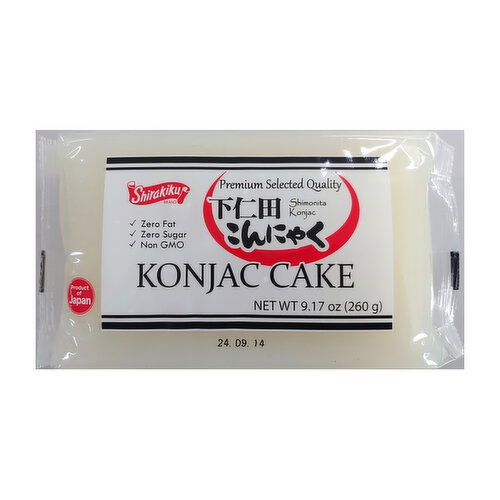 Shirakiku
BRAND
Premium Selected Quality
下仁田
Shimonita
Konjac
こんにゃく
✓ Zero Fat
✓ Zero Sugar
✓ Non GMO
KONJAC CAKE
Product
of
Japan
NET WT 9.17 oz (260 g)
24. 09. 14